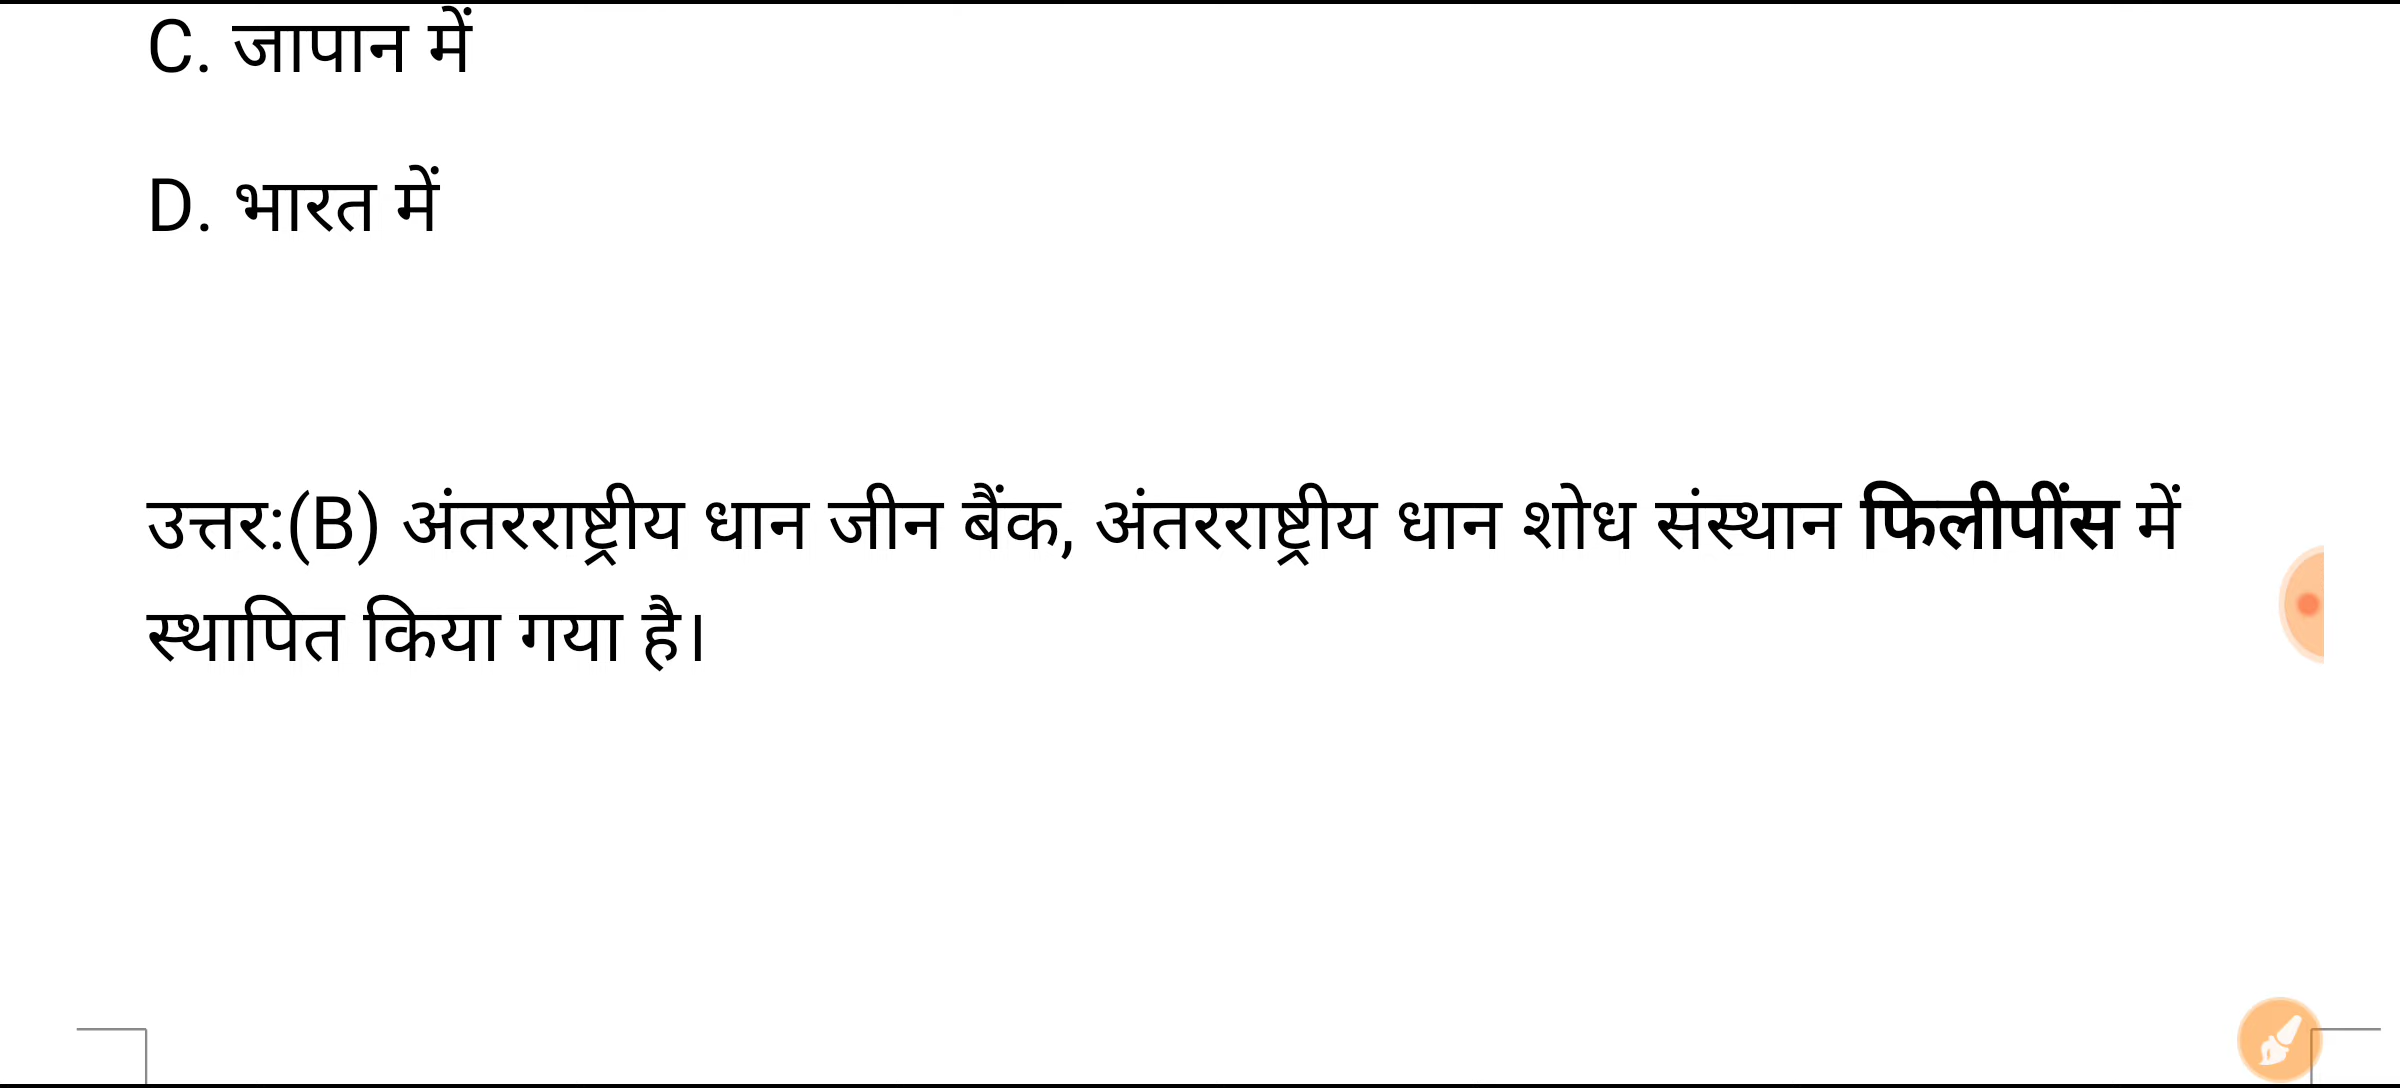 C. जापान में
D. भारत में
उत्तर:(B) अंतरराष्ट्रीय धान जीन बैंक, अंतरराष्ट्रीय धान शोध संस्थान फिलीपींस में
स्थापित किया गया है।